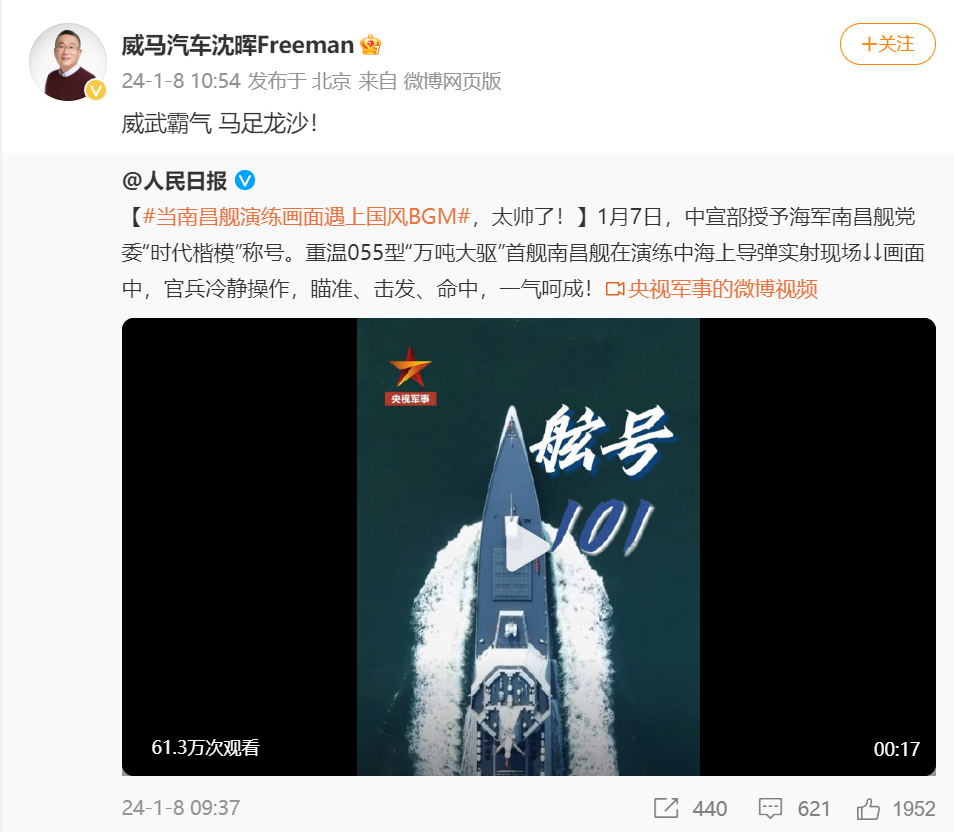 威马汽车沈晖Freeman
+关注
24-1-8 10:54 发布于 北京 来自 微博网页版
威武霸气 马足龙沙！
@人民日报
【#当南昌舰演练画面遇上国风BGM#，太帅了！】1月7日，中宣部授予海军南昌舰党
委“时代楷模”称号。重温055型“万吨大驱”首舰南昌舰在演练中海上导弹实射现场↓↓画面
中，官兵冷静操作，瞄准、击发、命中，一气呵成！央视军事的微博视频
央视军事
舷号
101
61.3万次观看
00:17
24-1-8 09:37
440
621
1952